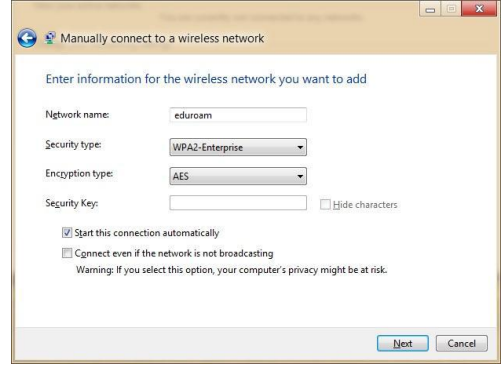 Manually connect to a wireless network
Enter information for the wireless network you want to add
Network name: eduroam
Security type: WPA2-Enterprise
Encryption type: AES
Security Key: Hide characters
Start this connection automatically
Connect even if the network is not broadcasting
Warning: If you select this option, your computer's privacy might be at risk.
Next Cancel